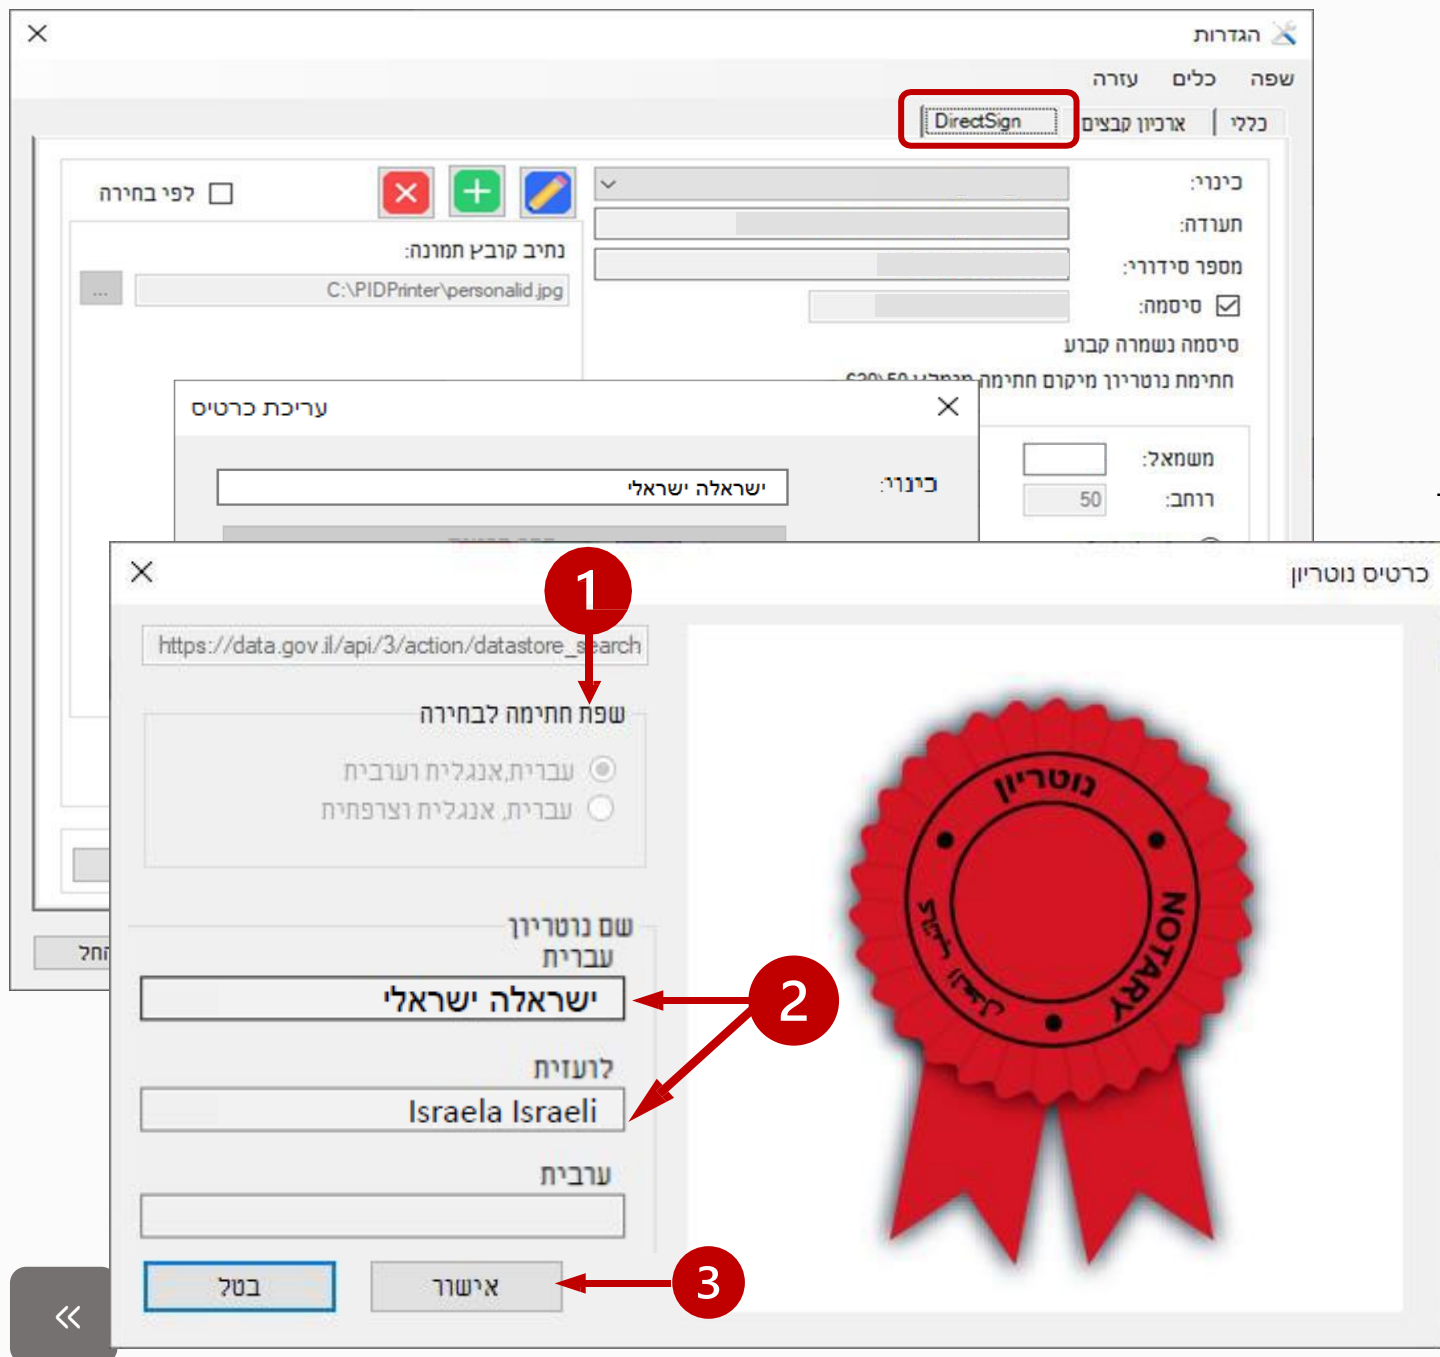 הגדרות
שפה כלים עזרה
כללי ארכיון קבצים DirectSign
כינוי:
תעודה:
מספר סידורי:
סיסמה:
סיסמה נשמרה קבוע
חתימת נוטריון מיקום חתימה
לפי בחירה
נתיב קובץ תמונה:
C:\PIDPrinter\personalid.jpg
...
משמאל:
רוחב: 50
עריכת כרטיס
כינוי: ישראלה ישראלי
כרטיס נוטריון
1
https://data.gov.il/api/3/action/datastore_search
שפת חתימה לבחירה
עברית,אנגלית וערבית
עברית, אנגלית וצרפתית
שם נוטריון
עברית
ישראלה ישראלי
2
לועזית
Israela Israeli
ערבית
אישור בטל
3
נוטריון
NOTARY
«